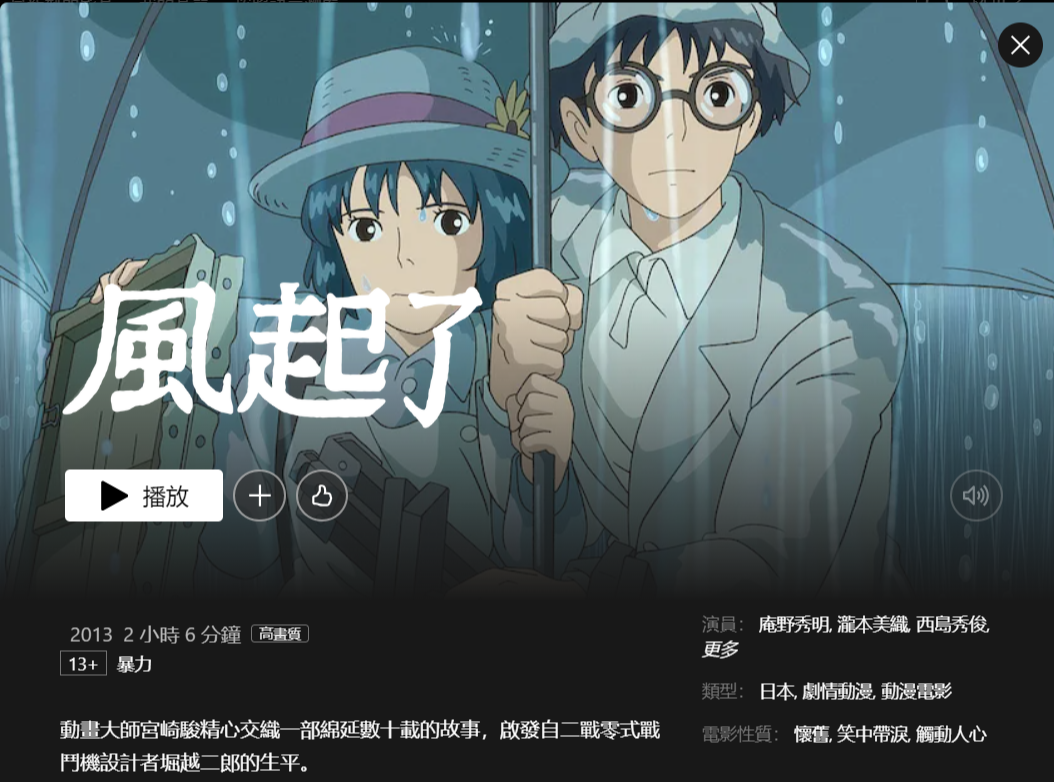 風起了
播放
2013 2 小時 6 分鐘 高畫質
13+ 暴力
動畫大師宮崎駿精心交織一部綿延數十載的故事，啟發自二戰零式戰
鬥機設計者堀越二郎的生平。
演員： 庵野秀明, 瀧本美織, 西島秀俊,
更多
類型： 日本, 劇情動漫, 動漫電影
電影性質： 懷舊, 笑中帶淚, 觸動人心